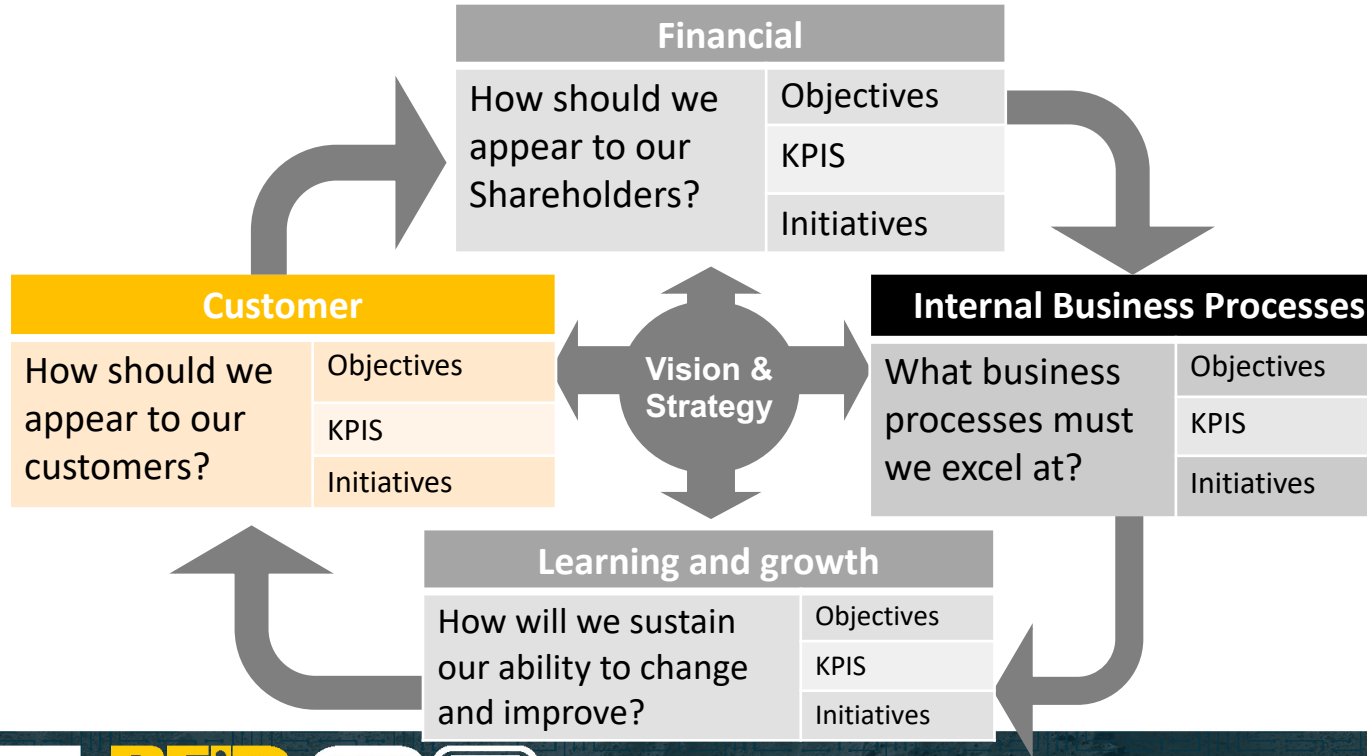 Financial
How should we
appear to our
Shareholders?
Objectives
KPIS
Initiatives
Customer
How should we
appear to our
customers?
Objectives
KPIS
Initiatives
Vision &
Strategy
Internal Business Processes
What business
processes must
we excel at?
Objectives
KPIS
Initiatives
Learning and growth
How will we sustain
our ability to change
and improve?
Objectives
KPIS
Initiatives